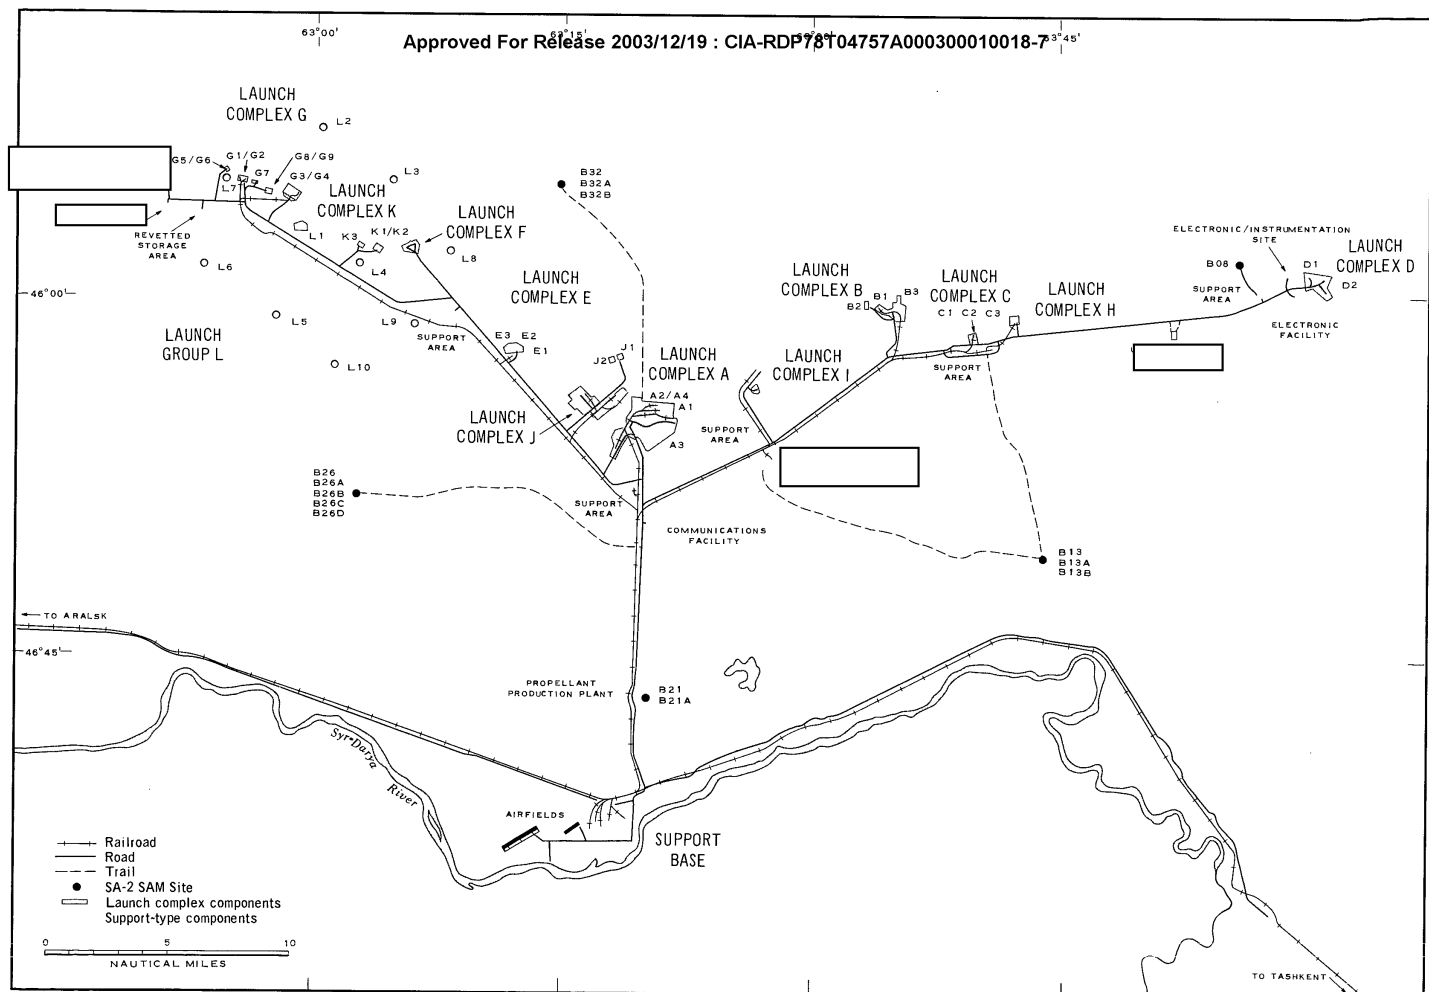 63°00'
63°15'
63°45'
Approved For Release 2003/12/19 : CIA-RDP78T04757A000300010018-7
LAUNCH
COMPLEX G
L2
G5/G6
G1/G2
G8/G9
G7
G3/G4
L7
L3
B32
B32A
B32B
LAUNCH
COMPLEX K
LAUNCH
COMPLEX F
REVETTED
STORAGE
AREA
L1
K3
K1/K2
L8
L4
L6
ELECTRONIC/INSTRUMENTATION
SITE
LAUNCH
COMPLEX D
B08
D1
D2
SUPPORT
AREA
ELECTRONIC
FACILITY
46°00'
LAUNCH
COMPLEX E
LAUNCH
COMPLEX B
B1
B3
B2
LAUNCH
COMPLEX C
C1 C2 C3
LAUNCH
COMPLEX H
L5
L9
LAUNCH
GROUP L
SUPPORT
AREA
E3 E2
E1
J1
J2
LAUNCH
COMPLEX A
LAUNCH
COMPLEX I
SUPPORT
AREA
L10
A2/A4
A1
A3
LAUNCH
COMPLEX J
SUPPORT
AREA
B26
B26A
B26B
B26C
B26D
SUPPORT
AREA
COMMUNICATIONS
FACILITY
B13
B13A
B13B
TO ARALSK
46°45'
PROPELLANT
PRODUCTION PLANT
B21
B21A
Syr-Darya
River
AIRFIELDS
SUPPORT
BASE
Railroad
Road
Trail
SA-2 SAM Site
Launch complex components
Support-type components
0 5 10
NAUTICAL MILES
TO TASHKENT